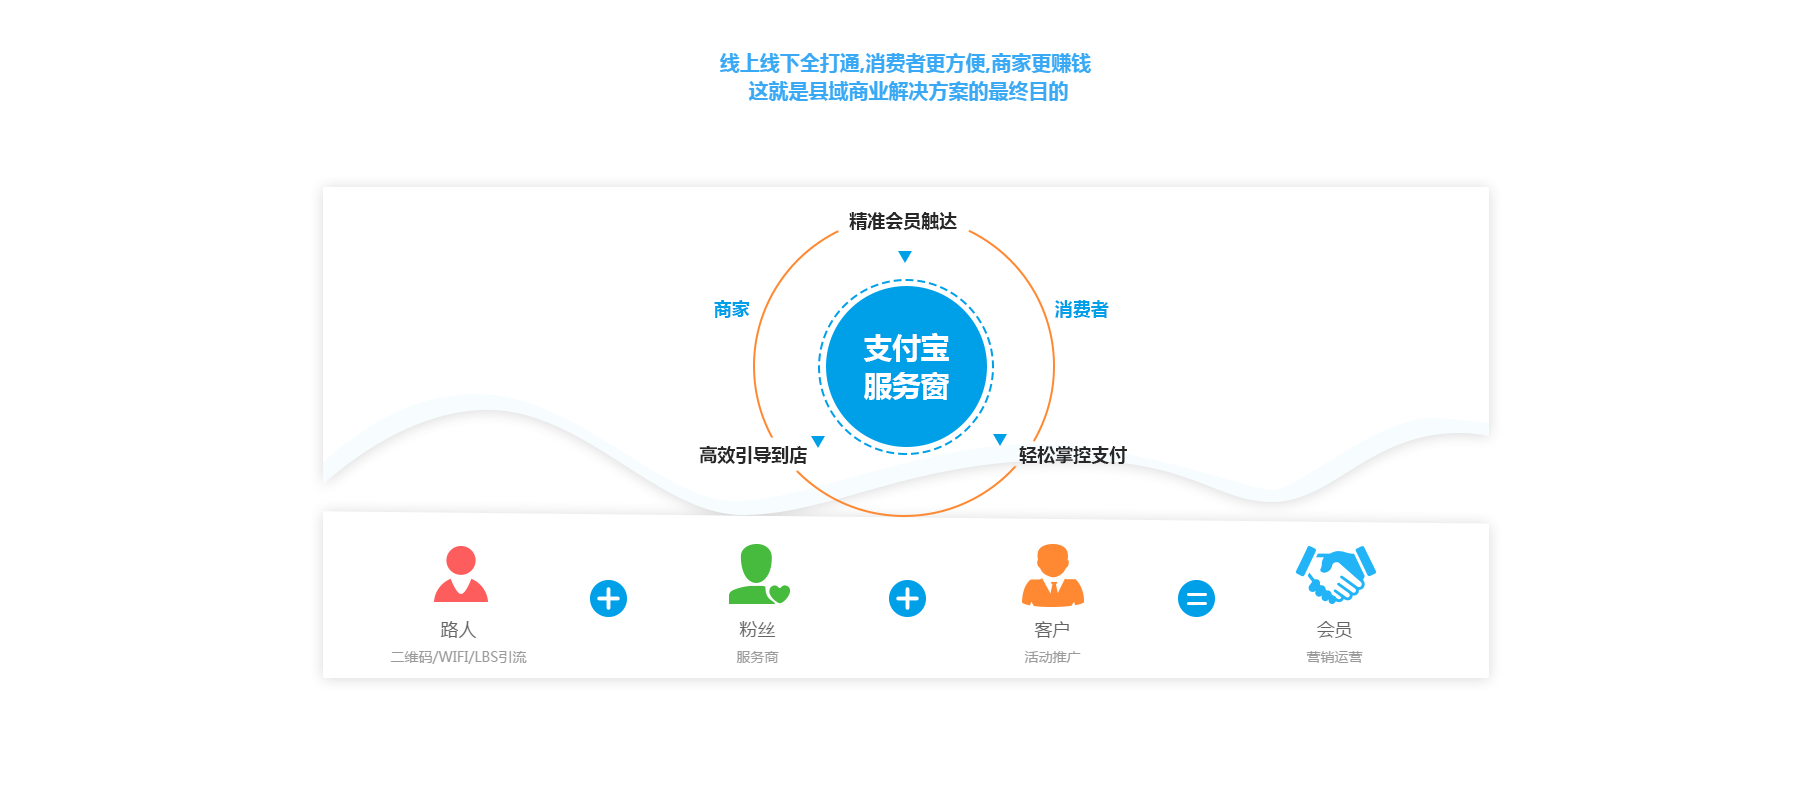 线上线下全打通,消费者更方便,商家更赚钱
这就是县域商业解决方案的最终目的
精准会员触达
商家
消费者
支付宝
服务窗
高效引导到店
轻松掌控支付
路人
粉丝
客户
会员
二维码/WIFI/LBS引流
服务商
活动推广
营销运营